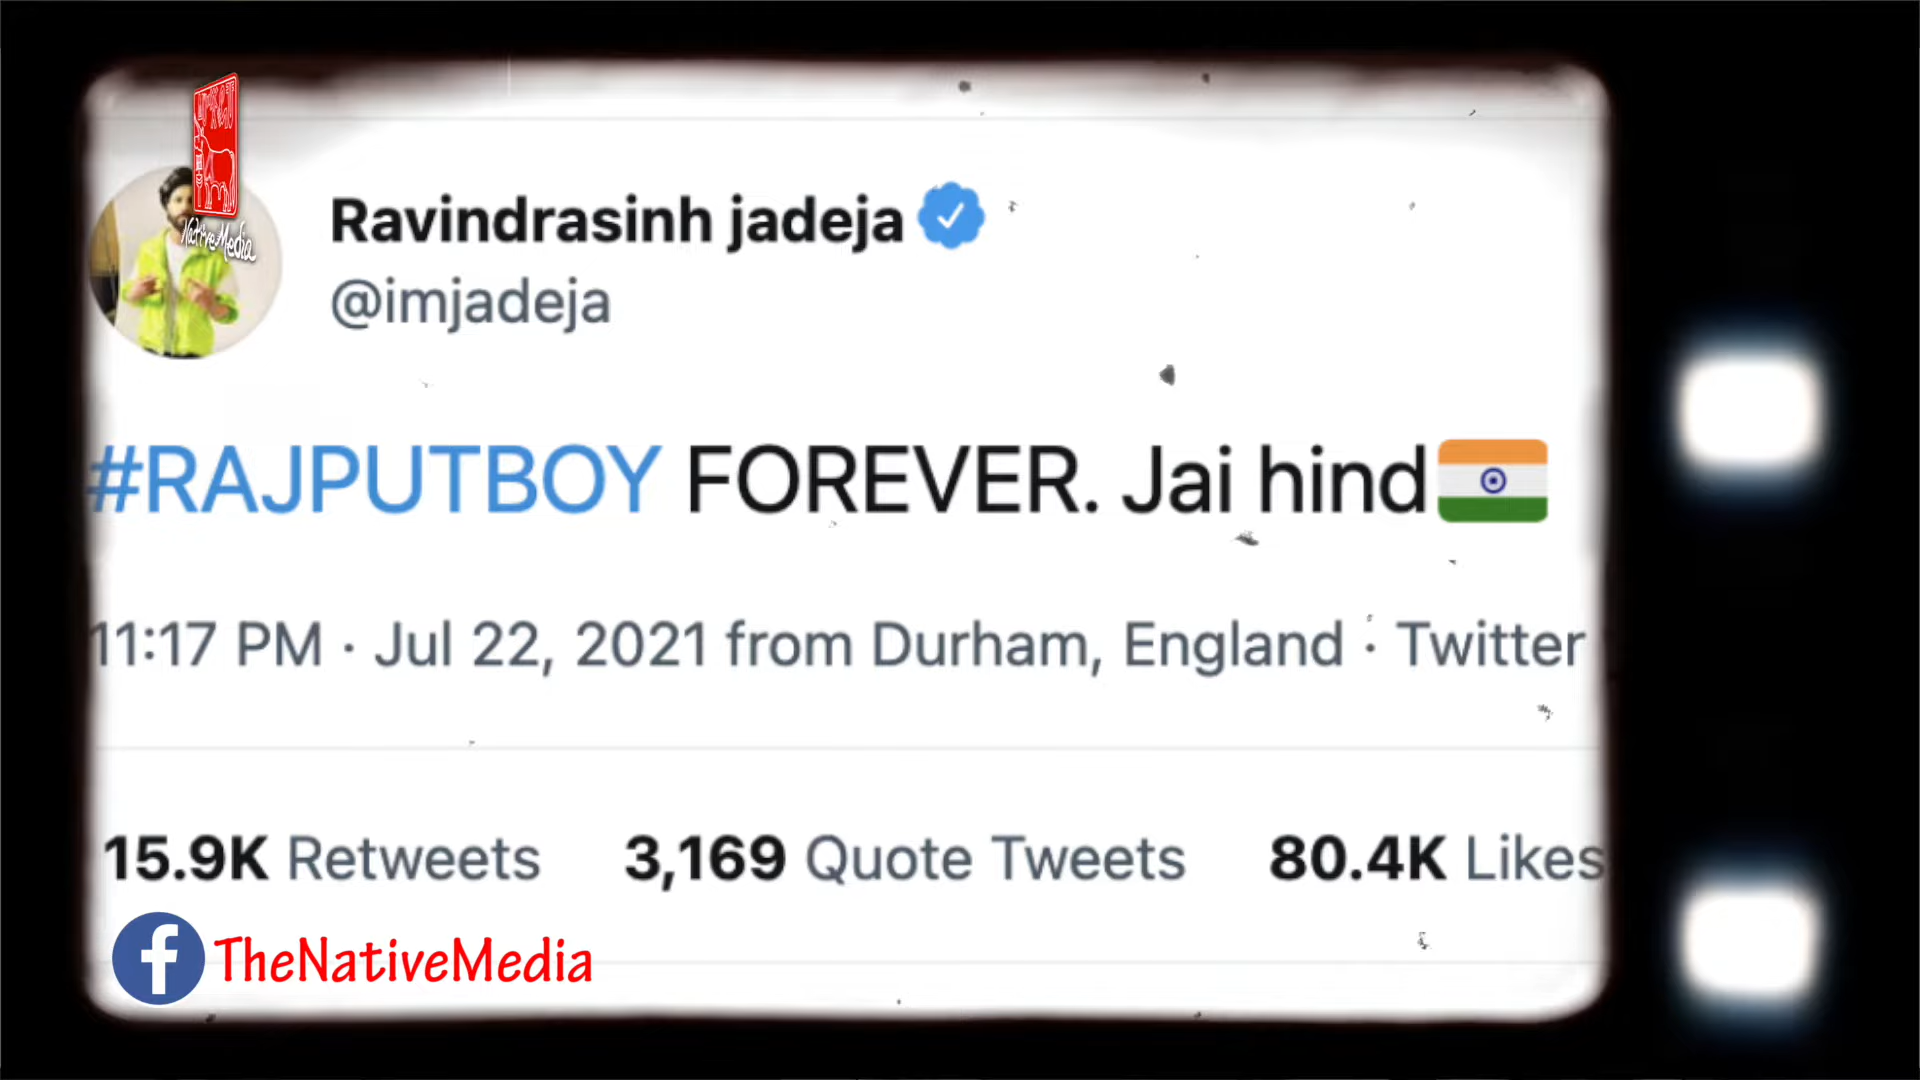 NativeMedia
Ravindrasinh jadeja
@imjadeja
#RAJPUTBOY FOREVER. Jai hind
11:17 PM · Jul 22, 2021 from Durham, England · Twitter
15.9K Retweets 3,169 Quote Tweets 80.4K Likes
TheNativeMedia